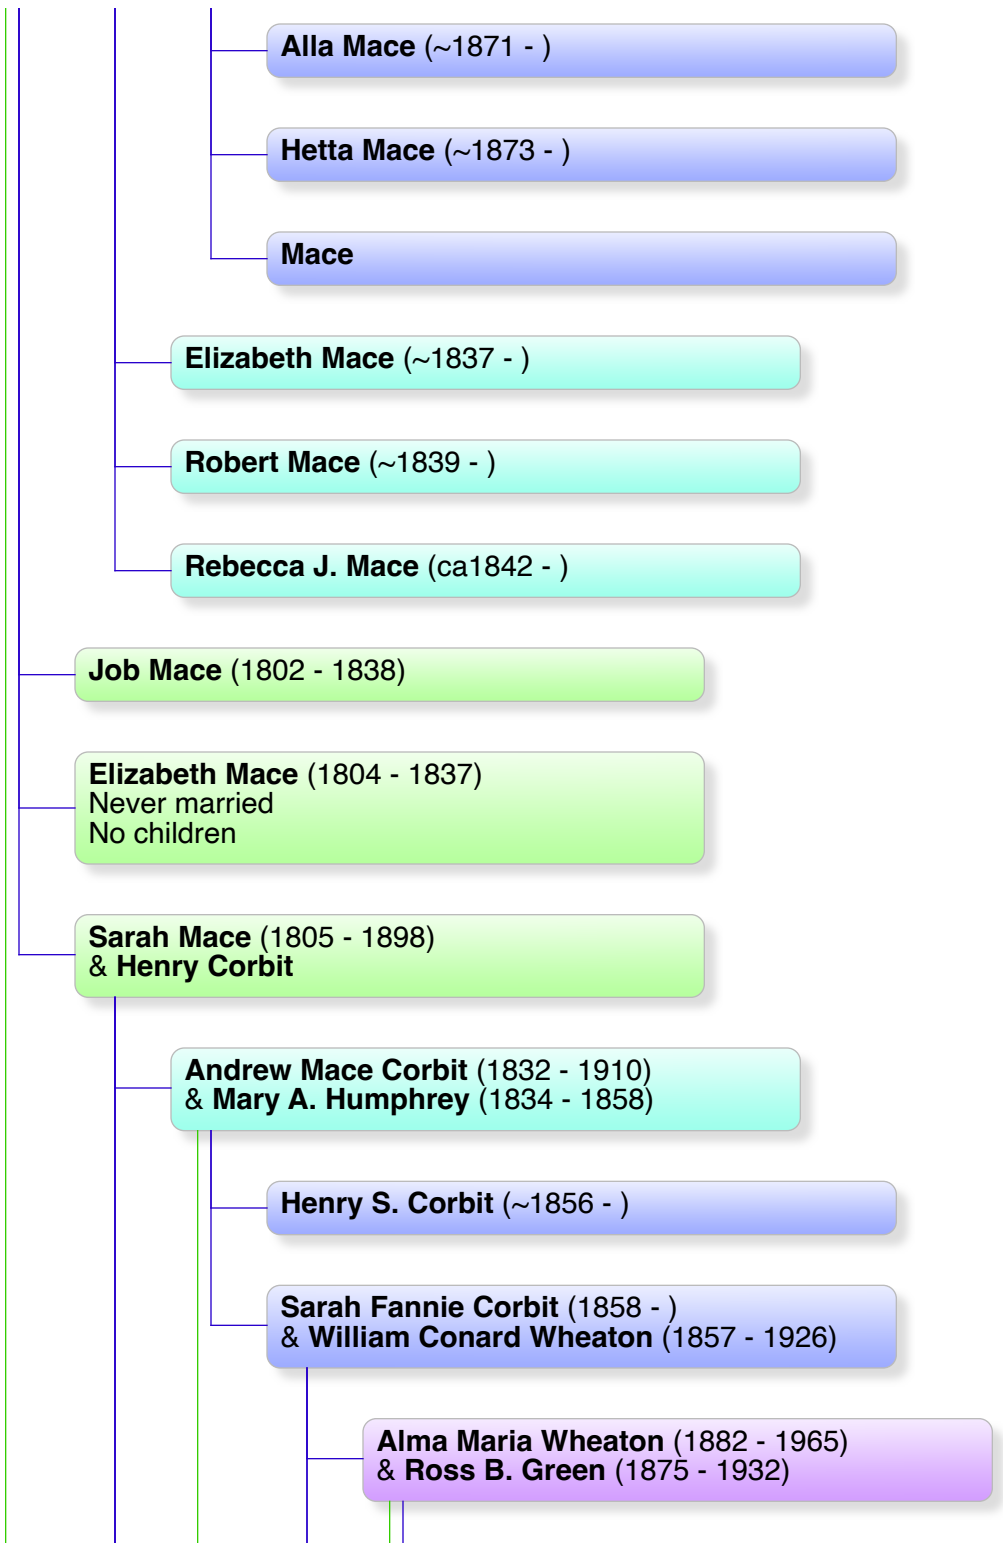 Alla Mace (~1871 - )
Hetta Mace (~1873 - )
Mace
Elizabeth Mace (~1837 - )
Robert Mace (~1839 - )
Rebecca J. Mace (ca1842 - )
Job Mace (1802 - 1838)
Elizabeth Mace (1804 - 1837)
Never married
No children
Sarah Mace (1805 - 1898)
& Henry Corbit
Andrew Mace Corbit (1832 - 1910)
& Mary A. Humphrey (1834 - 1858)
Henry S. Corbit (~1856 - )
Sarah Fannie Corbit (1858 - )
& William Conard Wheaton (1857 - 1926)
Alma Maria Wheaton (1882 - 1965)
& Ross B. Green (1875 - 1932)